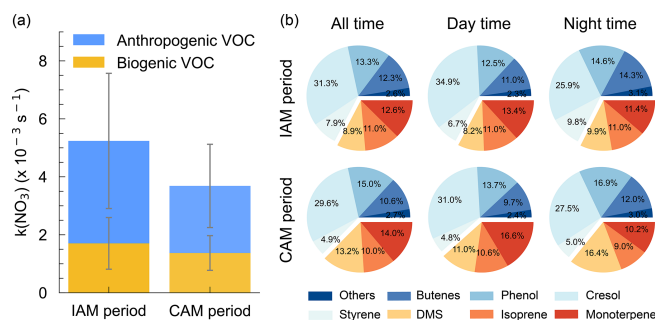 (a)
k(NO3) (x 10−3 s−1)
8
6
4
2
0
Anthropogenic VOC
Biogenic VOC
IAM period
CAM period
(b)
All time
Day time
Night time
IAM period
13.3%
12.3%
2.6%
31.3%
7.9%
8.9%
11.0%
12.6%
12.5%
11.0%
2.3%
34.9%
6.7%
8.2%
11.0%
13.4%
14.6%
14.3%
3.1%
25.9%
9.8%
9.9%
11.0%
11.4%
CAM period
15.0%
10.6%
2.7%
29.6%
4.9%
13.2%
10.0%
14.0%
13.7%
9.7%
2.4%
31.0%
4.8%
11.0%
10.6%
16.6%
16.9%
12.0%
3.0%
27.5%
5.0%
16.4%
9.0%
10.2%
Others
Butenes
Phenol
Cresol
Styrene
DMS
Isoprene
Monoterpene